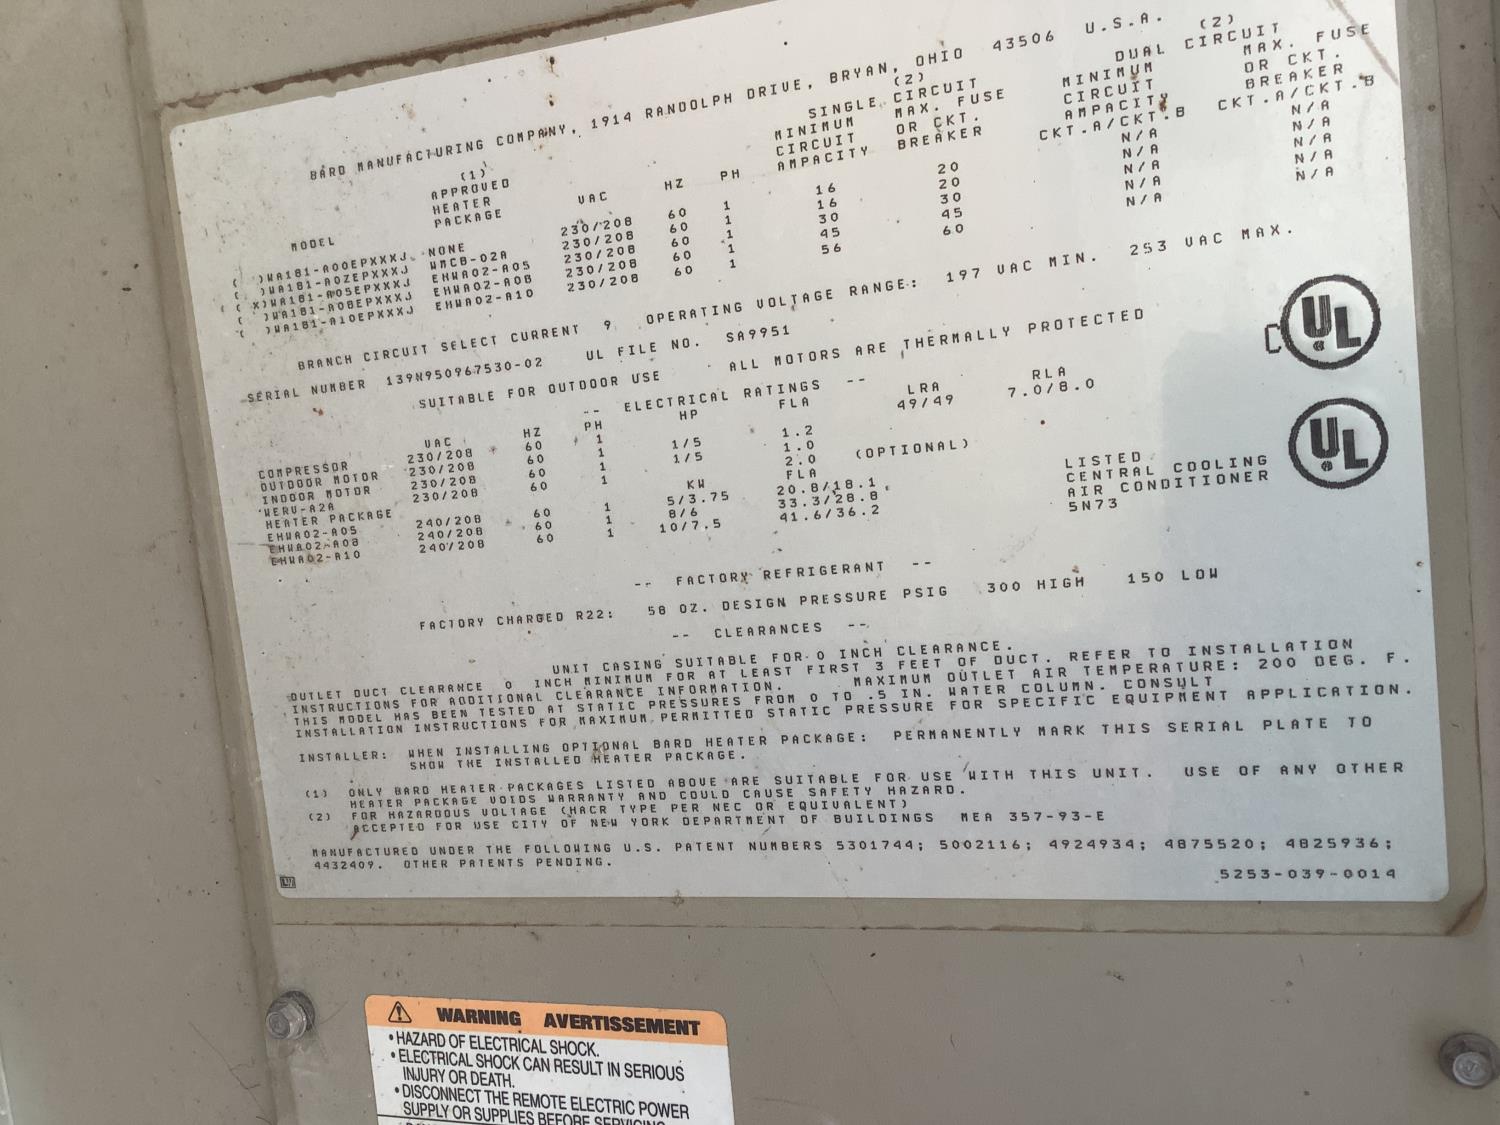 BARD MANUFACTURING COMPANY, 1914 RANDOLPH DRIVE, BRYAN, OHIO 43506 U.S.A.
SINGLE CIRCUIT DUAL CIRCUIT
(1) (2) (2)
APPROVED MINIMUM MAX. FUSE MINIMUM MAX. FUSE
HEATER CIRCUIT OR CKT. CIRCUIT OR CKT.
MODEL PACKAGE VAC HZ PH AMPACITY BREAKER AMPACITY BREAKER
CKT.A/CKT.B CKT.A/CKT.B
( )WA181-A00EPXXXJ NONE 230/208 60 1 16 20 N/A N/A
( )WA181-A0ZEPXXXJ WMCB-02A 230/208 60 1 16 20 N/A N/A
( X)WA181-A05EPXXXJ EHWA02-A05 230/208 60 1 30 30 N/A N/A
( )WA181-A08EPXXXJ EHWA02-A08 230/208 60 1 45 45 N/A N/A
( )WA181-A10EPXXXJ EHWA02-A10 230/208 60 1 56 60 N/A N/A
BRANCH CIRCUIT SELECT CURRENT 9 OPERATING VOLTAGE RANGE: 197 VAC MIN. 253 VAC MAX.
SERIAL NUMBER 139N950967530-02 UL FILE NO. SA9951
SUITABLE FOR OUTDOOR USE ALL MOTORS ARE THERMALLY PROTECTED
-- ELECTRICAL RATINGS --
VAC HZ PH HP FLA LRA RLA
COMPRESSOR 230/208 60 1 49/49 7.0/8.0
OUTDOOR MOTOR 230/208 60 1 1/5 1.2
INDOOR MOTOR 230/208 60 1 1/5 1.0
WERV-A2A 230/208 60 1 2.0 (OPTIONAL)
HEATER PACKAGE KW FLA
EHWA02-A05 240/208 60 1 5/3.75 20.8/18.1
EHWA02-A08 240/208 60 1 8/6 33.3/28.8
EHWA02-A10 240/208 60 1 10/7.5 41.6/36.2
C UL
UL
LISTED
CENTRAL COOLING
AIR CONDITIONER
5N73
-- FACTORY REFRIGERANT --
FACTORY CHARGED R22: 58 OZ. DESIGN PRESSURE PSIG 300 HIGH 150 LOW
-- CLEARANCES --
UNIT CASING SUITABLE FOR 0 INCH CLEARANCE.
OUTLET DUCT CLEARANCE 0 INCH MINIMUM FOR AT LEAST FIRST 3 FEET OF DUCT. REFER TO INSTALLATION
INSTRUCTIONS FOR ADDITIONAL CLEARANCE INFORMATION. MAXIMUM OUTLET AIR TEMPERATURE: 200 DEG. F.
THIS MODEL HAS BEEN TESTED AT STATIC PRESSURES FROM 0 TO .5 IN. WATER COLUMN. CONSULT
INSTALLATION INSTRUCTIONS FOR MAXIMUM PERMITTED STATIC PRESSURE FOR SPECIFIC EQUIPMENT APPLICATION.
INSTALLER: WHEN INSTALLING OPTIONAL BARD HEATER PACKAGE: PERMANENTLY MARK THIS SERIAL PLATE TO
SHOW THE INSTALLED HEATER PACKAGE.
(1) ONLY BARD HEATER PACKAGES LISTED ABOVE ARE SUITABLE FOR USE WITH THIS UNIT. USE OF ANY OTHER
HEATER PACKAGE VOIDS WARRANTY AND COULD CAUSE SAFETY HAZARD.
(2) FOR HAZARDOUS VOLTAGE (HACR TYPE PER NEC OR EQUIVALENT)
ACCEPTED FOR USE CITY OF NEW YORK DEPARTMENT OF BUILDINGS MEA 357-93-E
MANUFACTURED UNDER THE FOLLOWING U.S. PATENT NUMBERS 5301744; 5002116; 4924934; 4875520; 4825936;
4432409. OTHER PATENTS PENDING.
5253-039-0014
WARNING AVERTISSEMENT
•HAZARD OF ELECTRICAL SHOCK.
•ELECTRICAL SHOCK CAN RESULT IN SERIOUS
INJURY OR DEATH.
•DISCONNECT THE REMOTE ELECTRIC POWER
SUPPLY OR SUPPLIES BEFORE SERVICING.